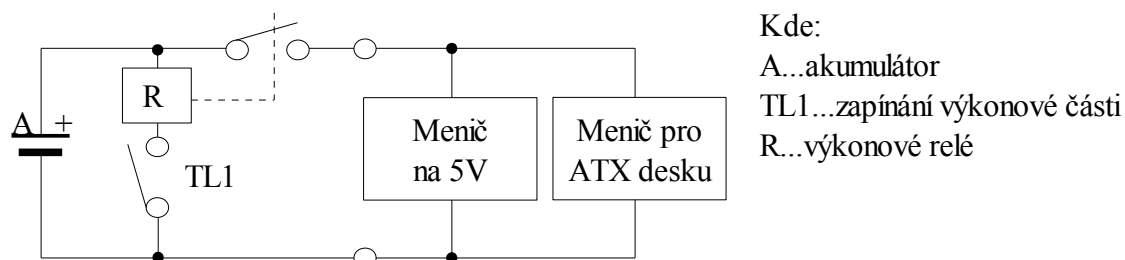 Kde:
A...akumulátor
TL1...zapínání výkonové části
R...výkonové relé
R
A +
TL1
Menič
na 5V
Menič pro
ATX desku